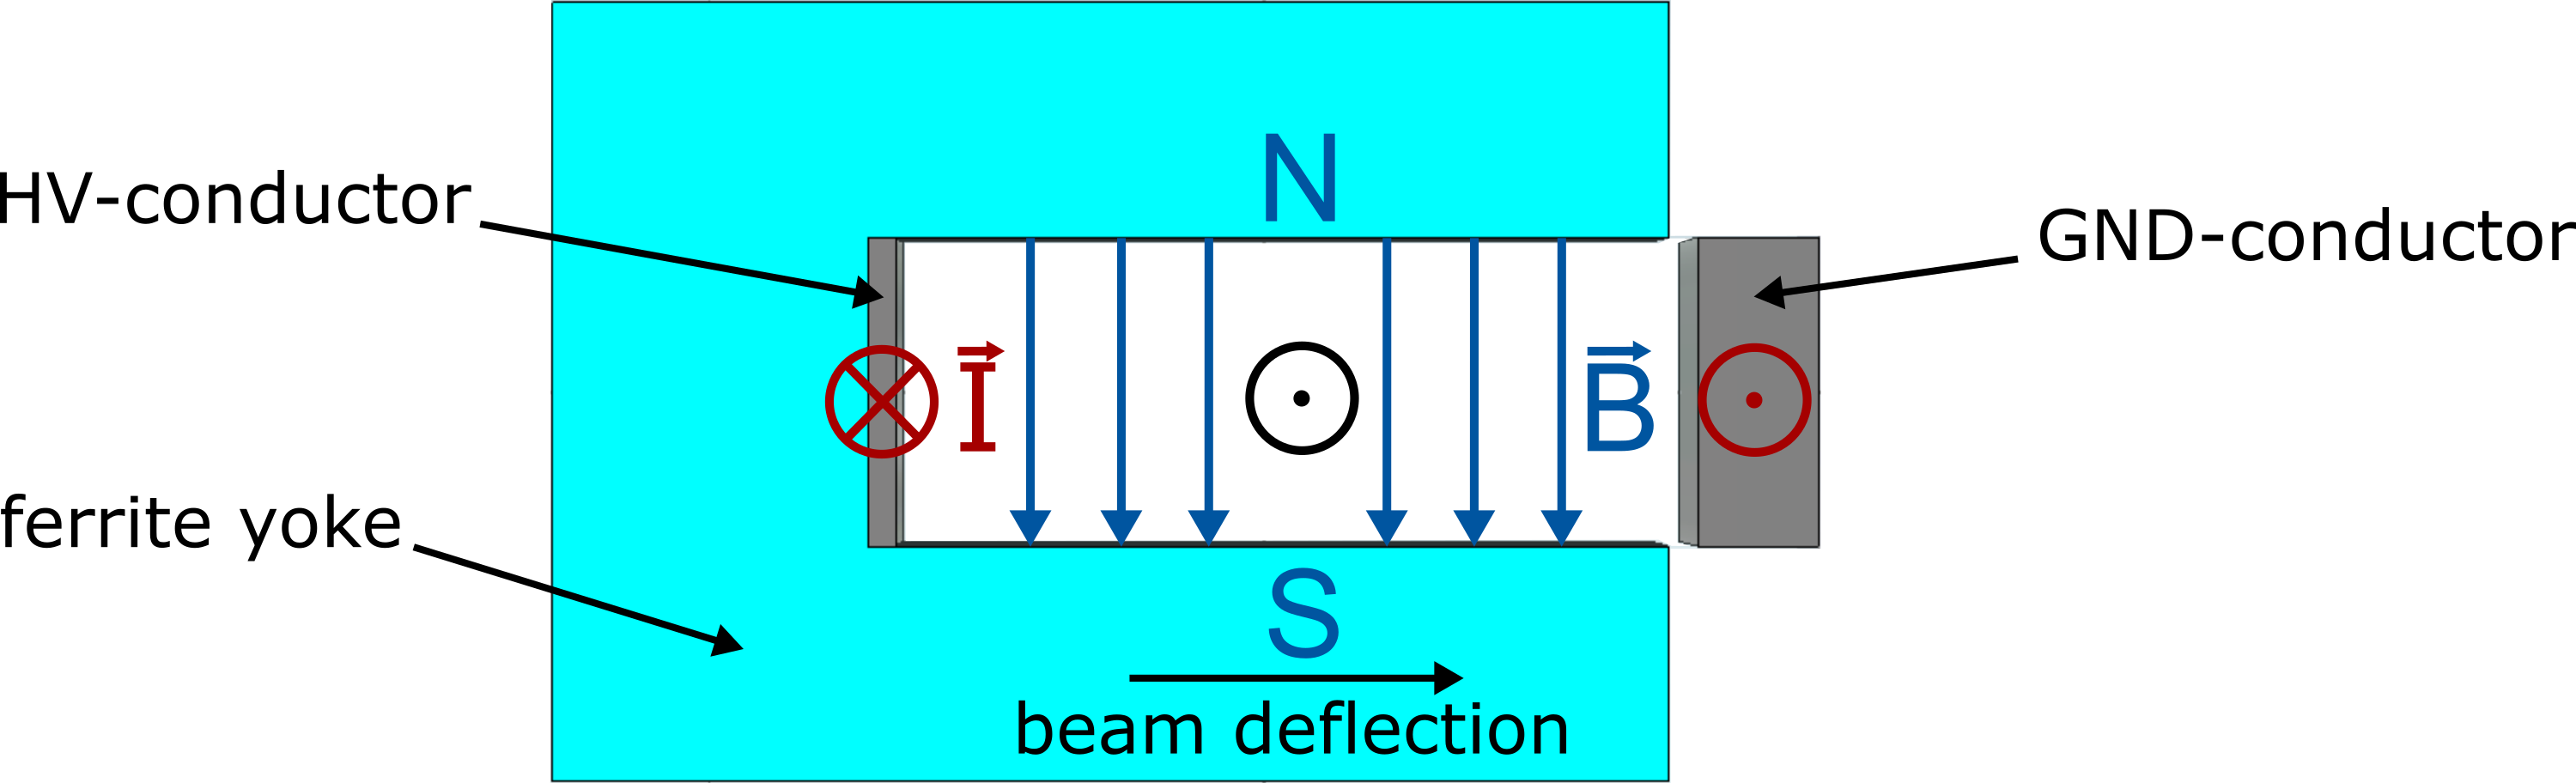 N
HV-conductor
GND-conductor
I
B
ferrite yoke
S
beam deflection